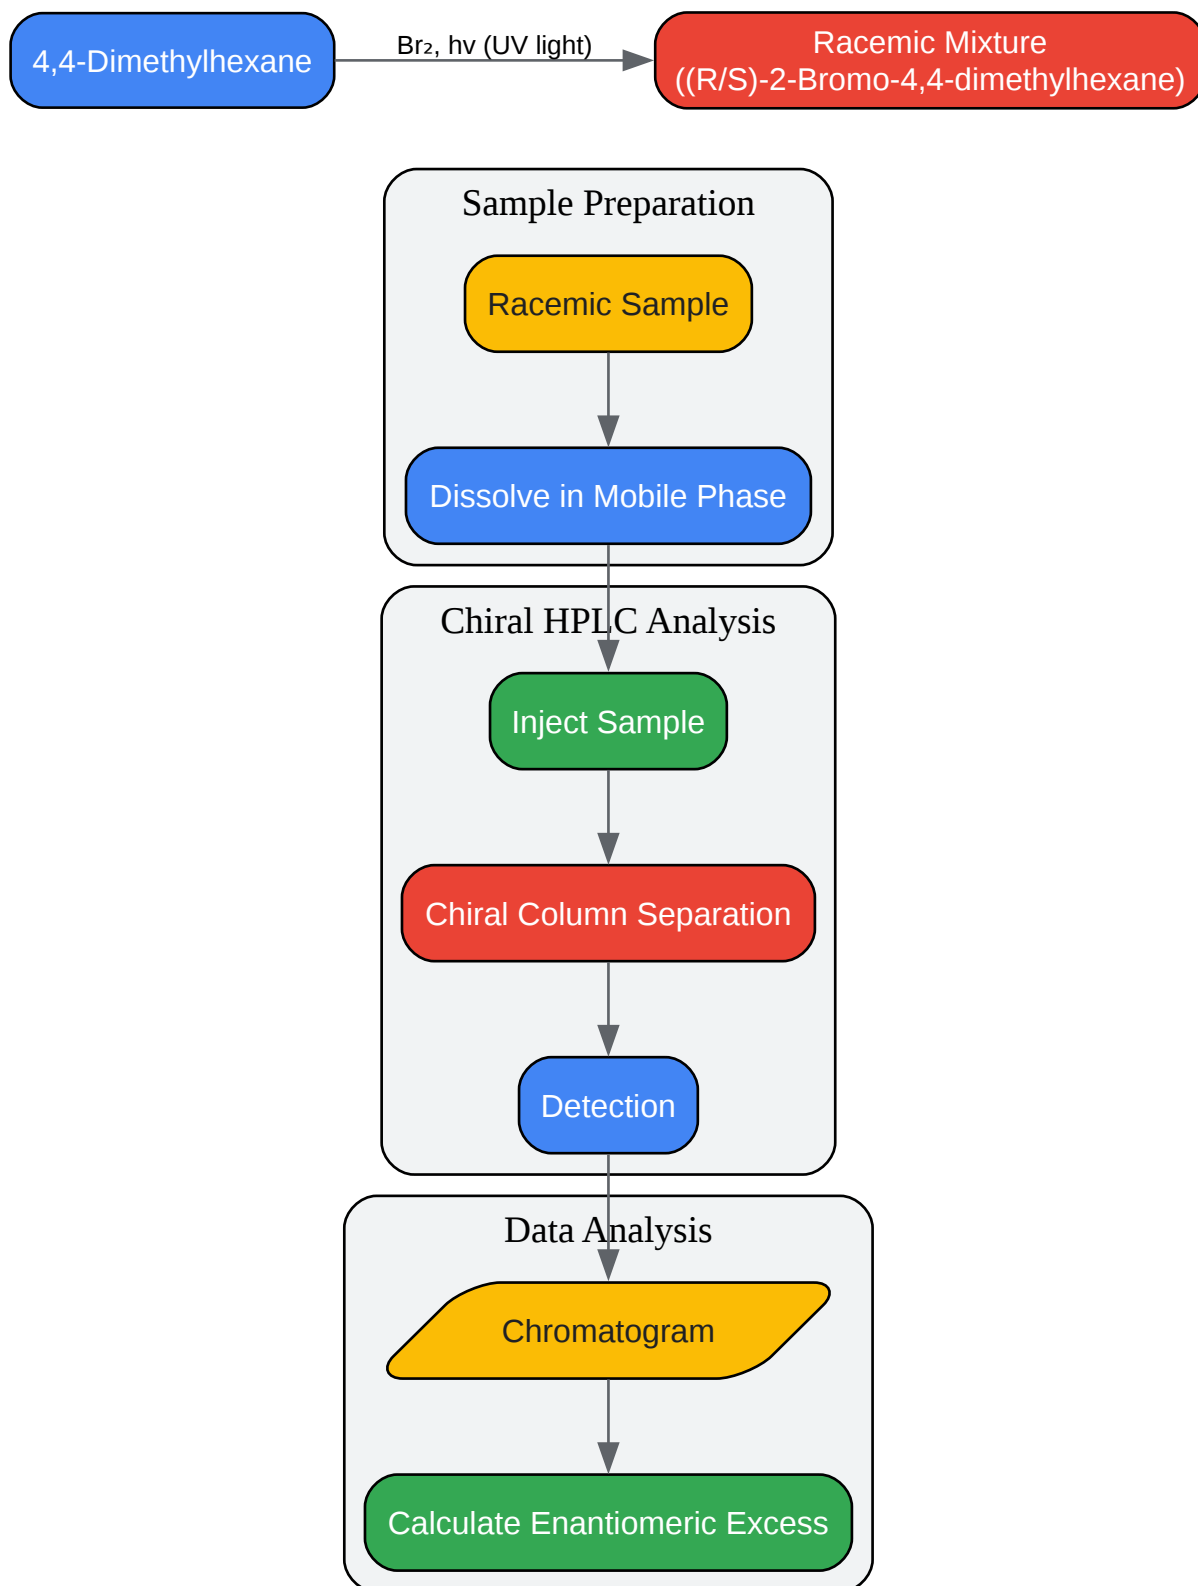 4,4-Dimethylhexane
Br₂, hv (UV light)
Racemic Mixture
((R/S)-2-Bromo-4,4-dimethylhexane)
Sample Preparation
Racemic Sample
Dissolve in Mobile Phase
Chiral HPLC Analysis
Inject Sample
Chiral Column Separation
Detection
Data Analysis
Chromatogram
Calculate Enantiomeric Excess